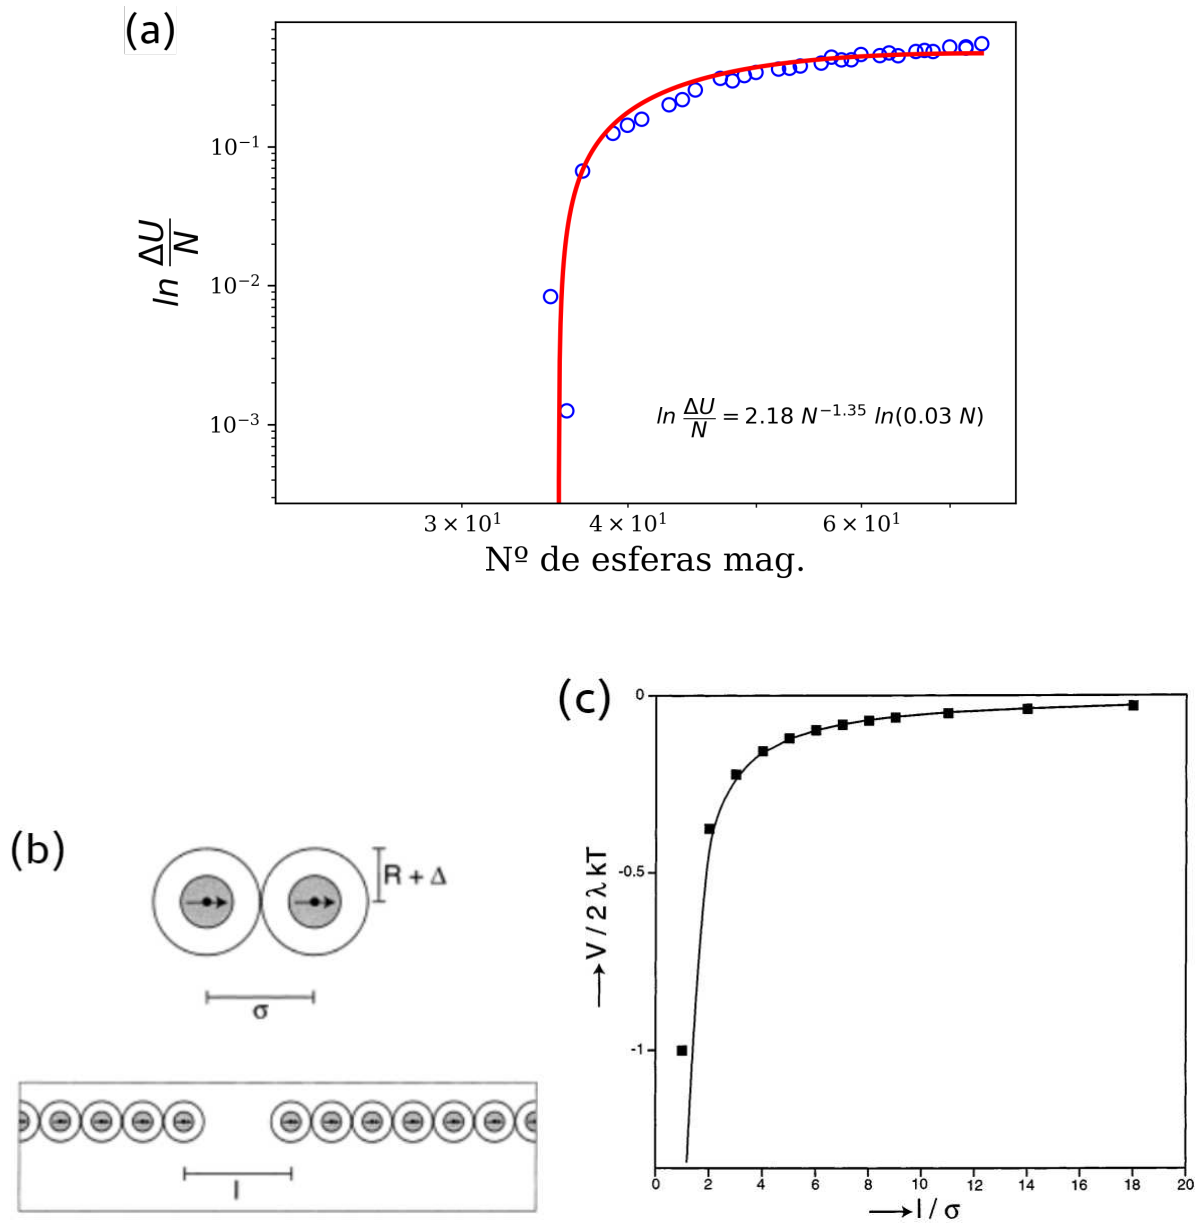 (a)
10⁻¹
10⁻²
10⁻³
ln ΔU/N
ln ΔU/N = 2.18 N⁻¹·³⁵ ln(0.03 N)
3 × 10¹ 4 × 10¹ 6 × 10¹
Nº de esferas mag.
(b)
R + Δ
σ
l
(c)
0
-0.5
-1
V / 2 λ kT
0 2 4 6 8 10 12 14 16 18 20
l / σ